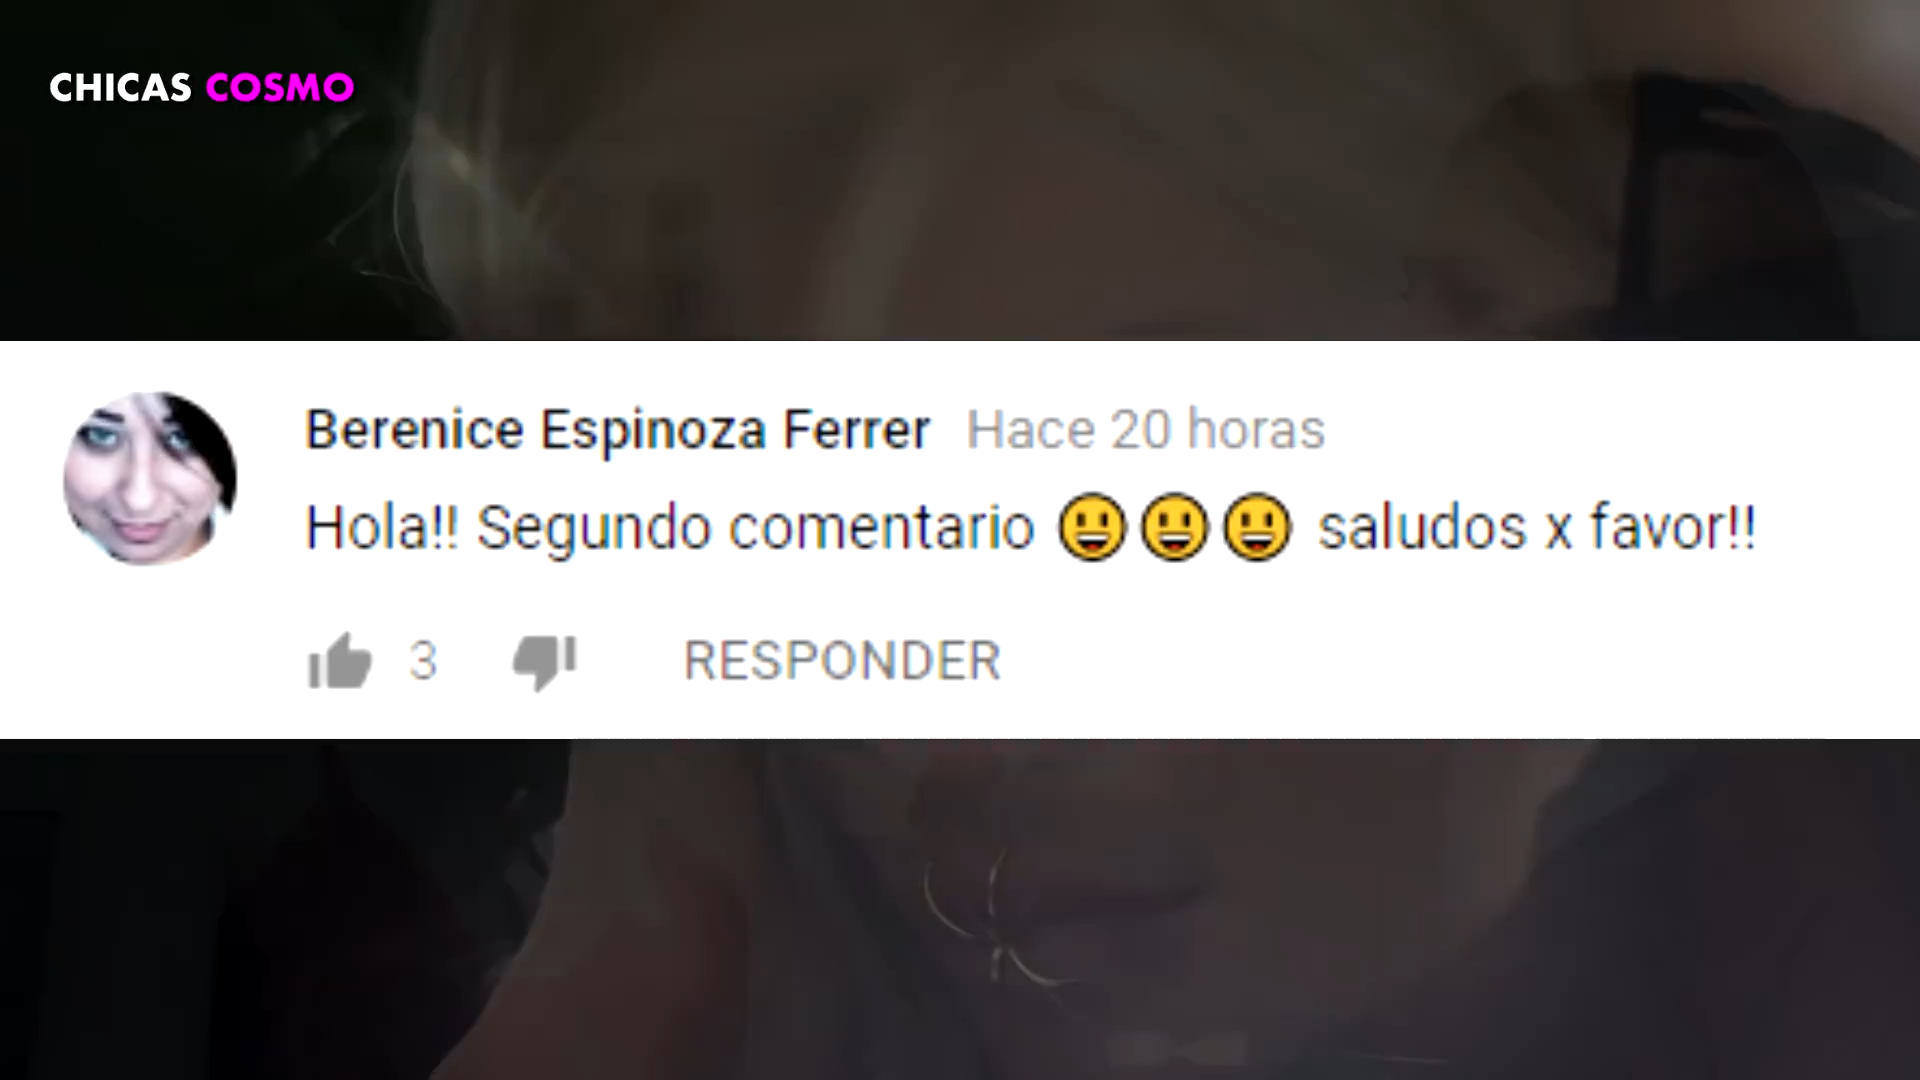 CHICAS COSMO
Berenice Espinoza Ferrer Hace 20 horas
Hola!! Segundo comentario 😃😃😃 saludos x favor!!
3 RESPONDER